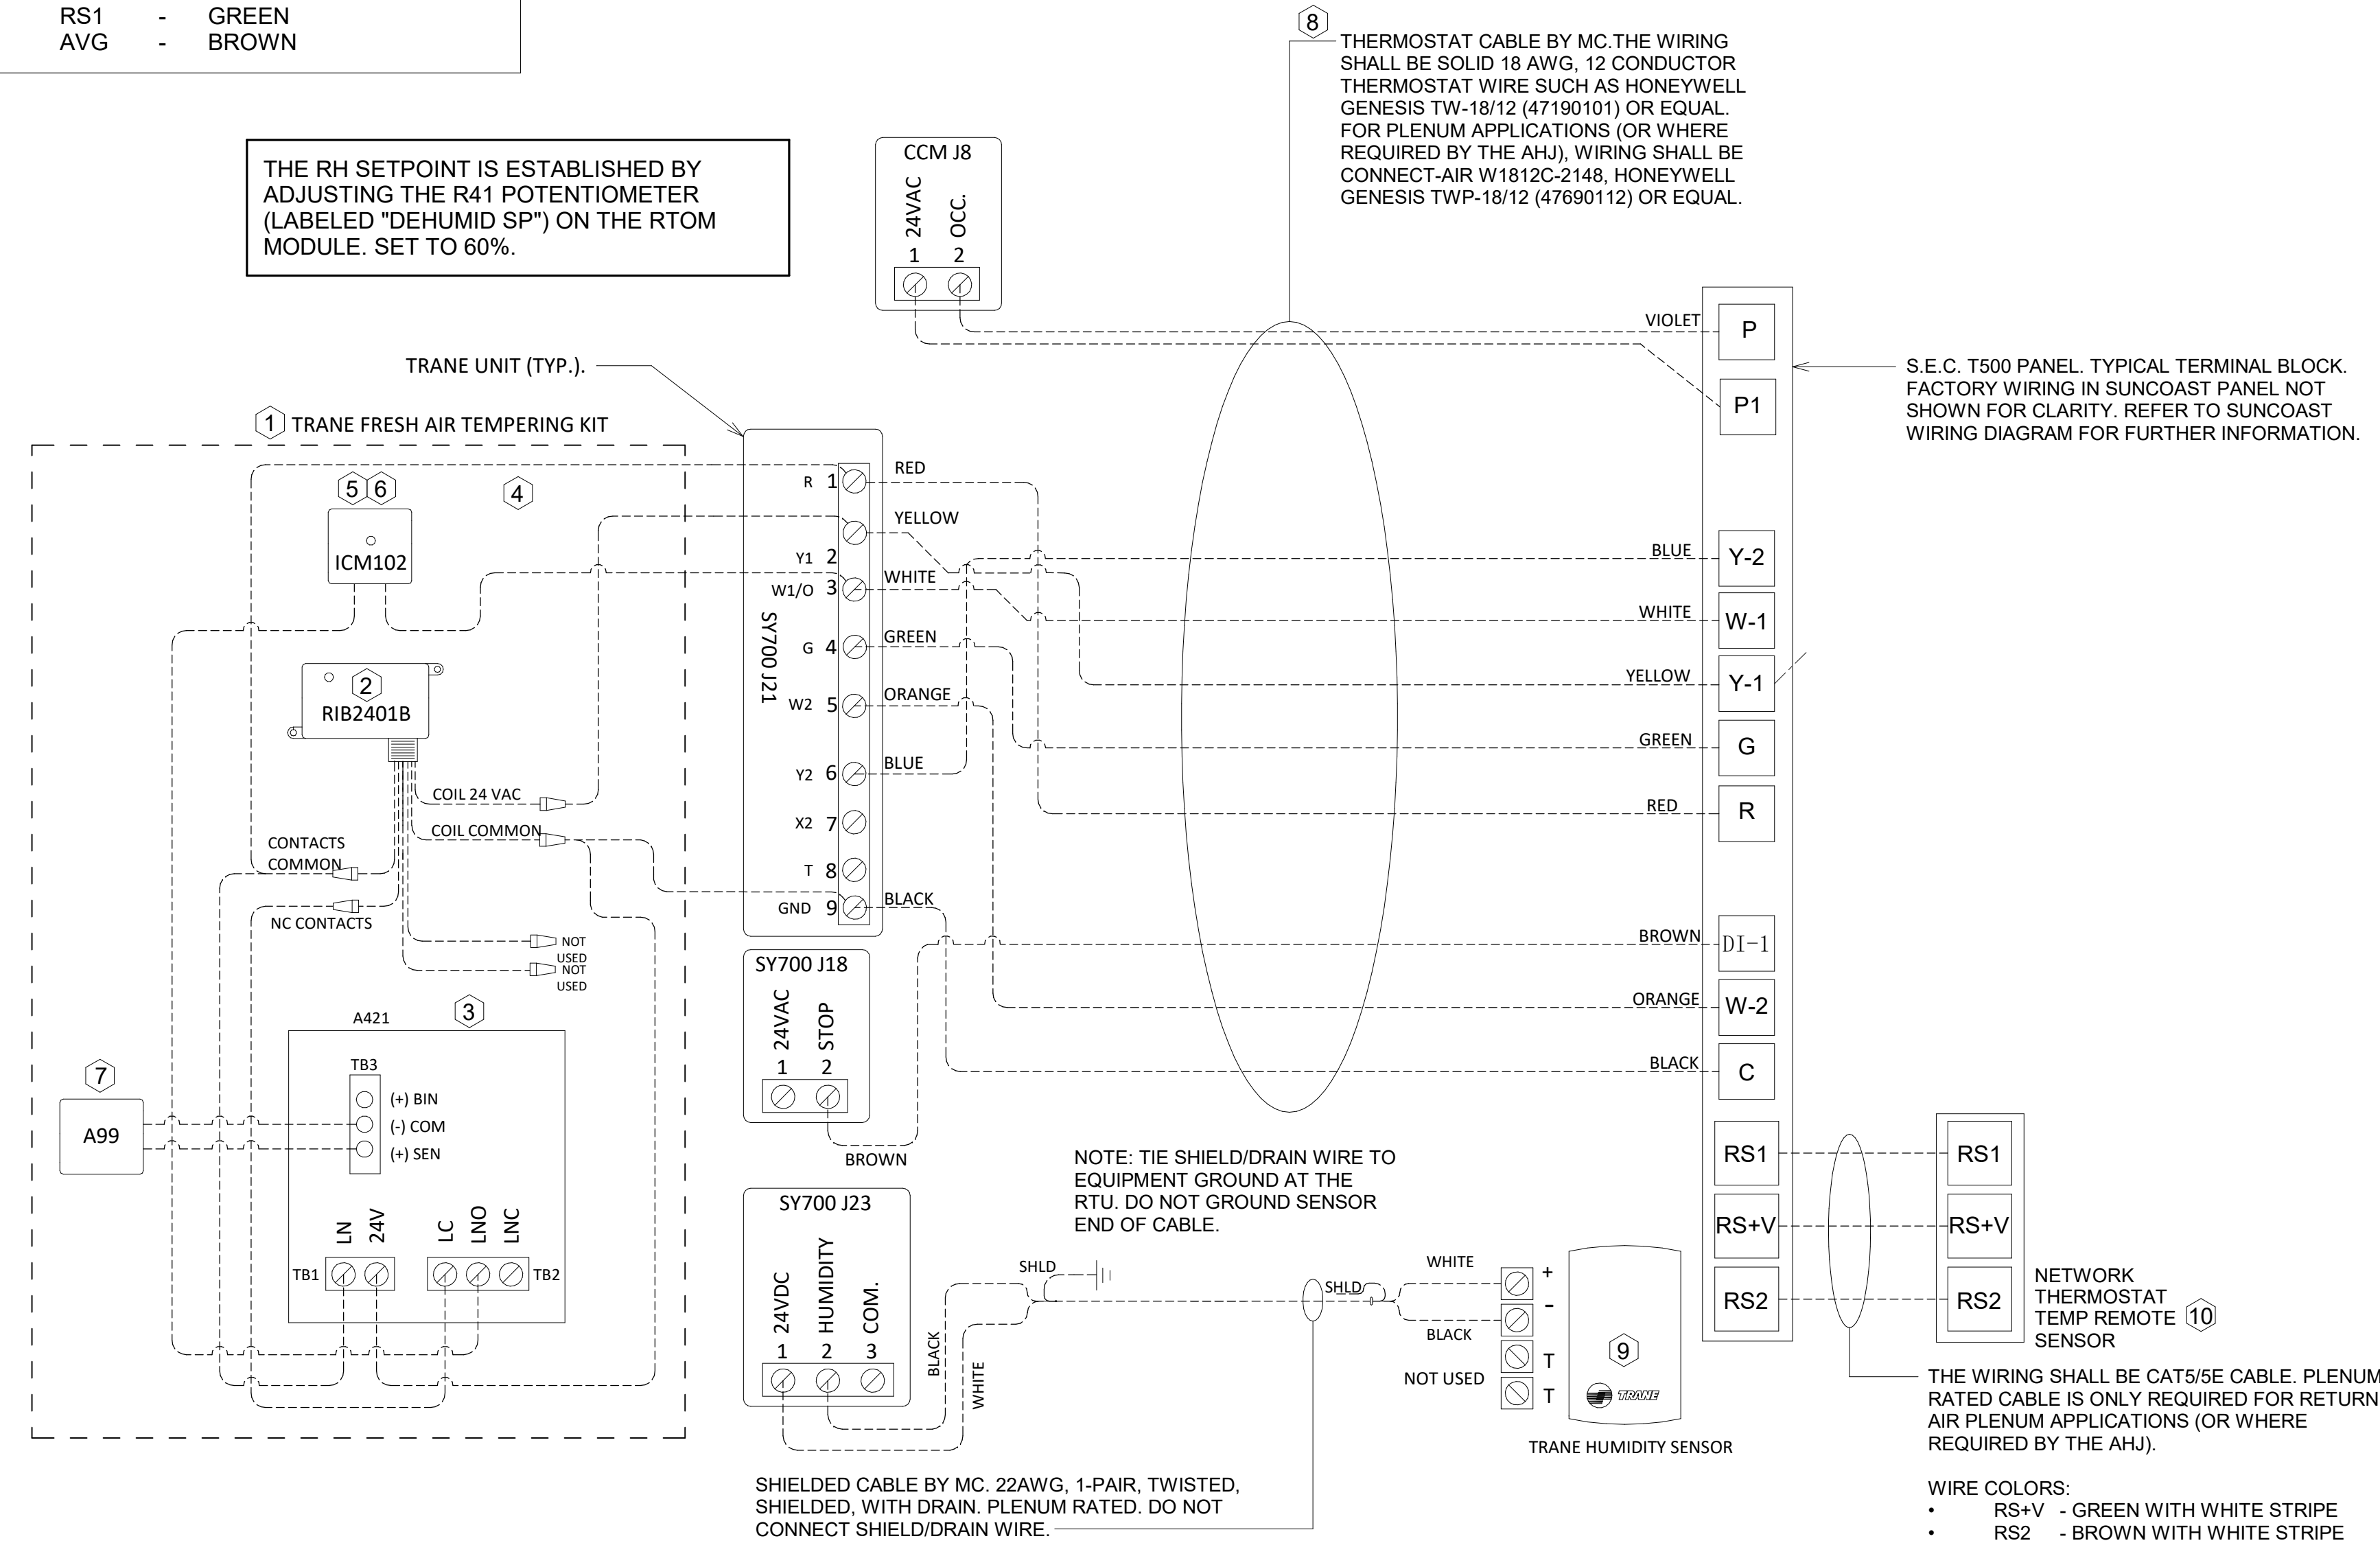 RS1 - GREEN
AVG - BROWN
8
THERMOSTAT CABLE BY MC.THE WIRING
SHALL BE SOLID 18 AWG, 12 CONDUCTOR
THERMOSTAT WIRE SUCH AS HONEYWELL
GENESIS TW-18/12 (47190101) OR EQUAL.
FOR PLENUM APPLICATIONS (OR WHERE
REQUIRED BY THE AHJ), WIRING SHALL BE
CONNECT-AIR W1812C-2148, HONEYWELL
GENESIS TWP-18/12 (47690112) OR EQUAL.
THE RH SETPOINT IS ESTABLISHED BY
ADJUSTING THE R41 POTENTIOMETER
(LABELED "DEHUMID SP") ON THE RTOM
MODULE. SET TO 60%.
CCM J8
24VAC
OCC.
1 2
VIOLET
P
P1
S.E.C. T500 PANEL. TYPICAL TERMINAL BLOCK.
FACTORY WIRING IN SUNCOAST PANEL NOT
SHOWN FOR CLARITY. REFER TO SUNCOAST
WIRING DIAGRAM FOR FURTHER INFORMATION.
TRANE UNIT (TYP.).
1 TRANE FRESH AIR TEMPERING KIT
5 6
4
ICM102
2
RIB2401B
COIL 24 VAC
COIL COMMON
CONTACTS
COMMON
NC CONTACTS
NOT
USED
NOT
USED
A421
3
TB3
(+) BIN
(-) COM
(+) SEN
7
A99
LN
24V
LC
LNO
LNC
TB1
TB2
SY700 J21
R 1 RED
YELLOW
Y1 2
W1/O 3 WHITE
G 4 GREEN
W2 5 ORANGE
Y2 6 BLUE
X2 7
T 8
GND 9 BLACK
BLUE Y-2
WHITE W-1
YELLOW Y-1
GREEN G
RED R
BROWN DI-1
ORANGE W-2
BLACK C
SY700 J18
24VAC
STOP
1 2
BROWN
SY700 J23
24VDC
HUMIDITY
COM.
1 2 3
BLACK
WHITE
NOTE: TIE SHIELD/DRAIN WIRE TO
EQUIPMENT GROUND AT THE
RTU. DO NOT GROUND SENSOR
END OF CABLE.
SHLD
SHLD
WHITE
BLACK
NOT USED
+
-
T
T
9
TRANE
TRANE HUMIDITY SENSOR
SHIELDED CABLE BY MC. 22AWG, 1-PAIR, TWISTED,
SHIELDED, WITH DRAIN. PLENUM RATED. DO NOT
CONNECT SHIELD/DRAIN WIRE.
RS1 RS1
RS+V RS+V
RS2 RS2
NETWORK
THERMOSTAT
TEMP REMOTE 10
SENSOR
THE WIRING SHALL BE CAT5/5E CABLE. PLENUM
RATED CABLE IS ONLY REQUIRED FOR RETURN
AIR PLENUM APPLICATIONS (OR WHERE
REQUIRED BY THE AHJ).
WIRE COLORS:
• RS+V - GREEN WITH WHITE STRIPE
• RS2 - BROWN WITH WHITE STRIPE